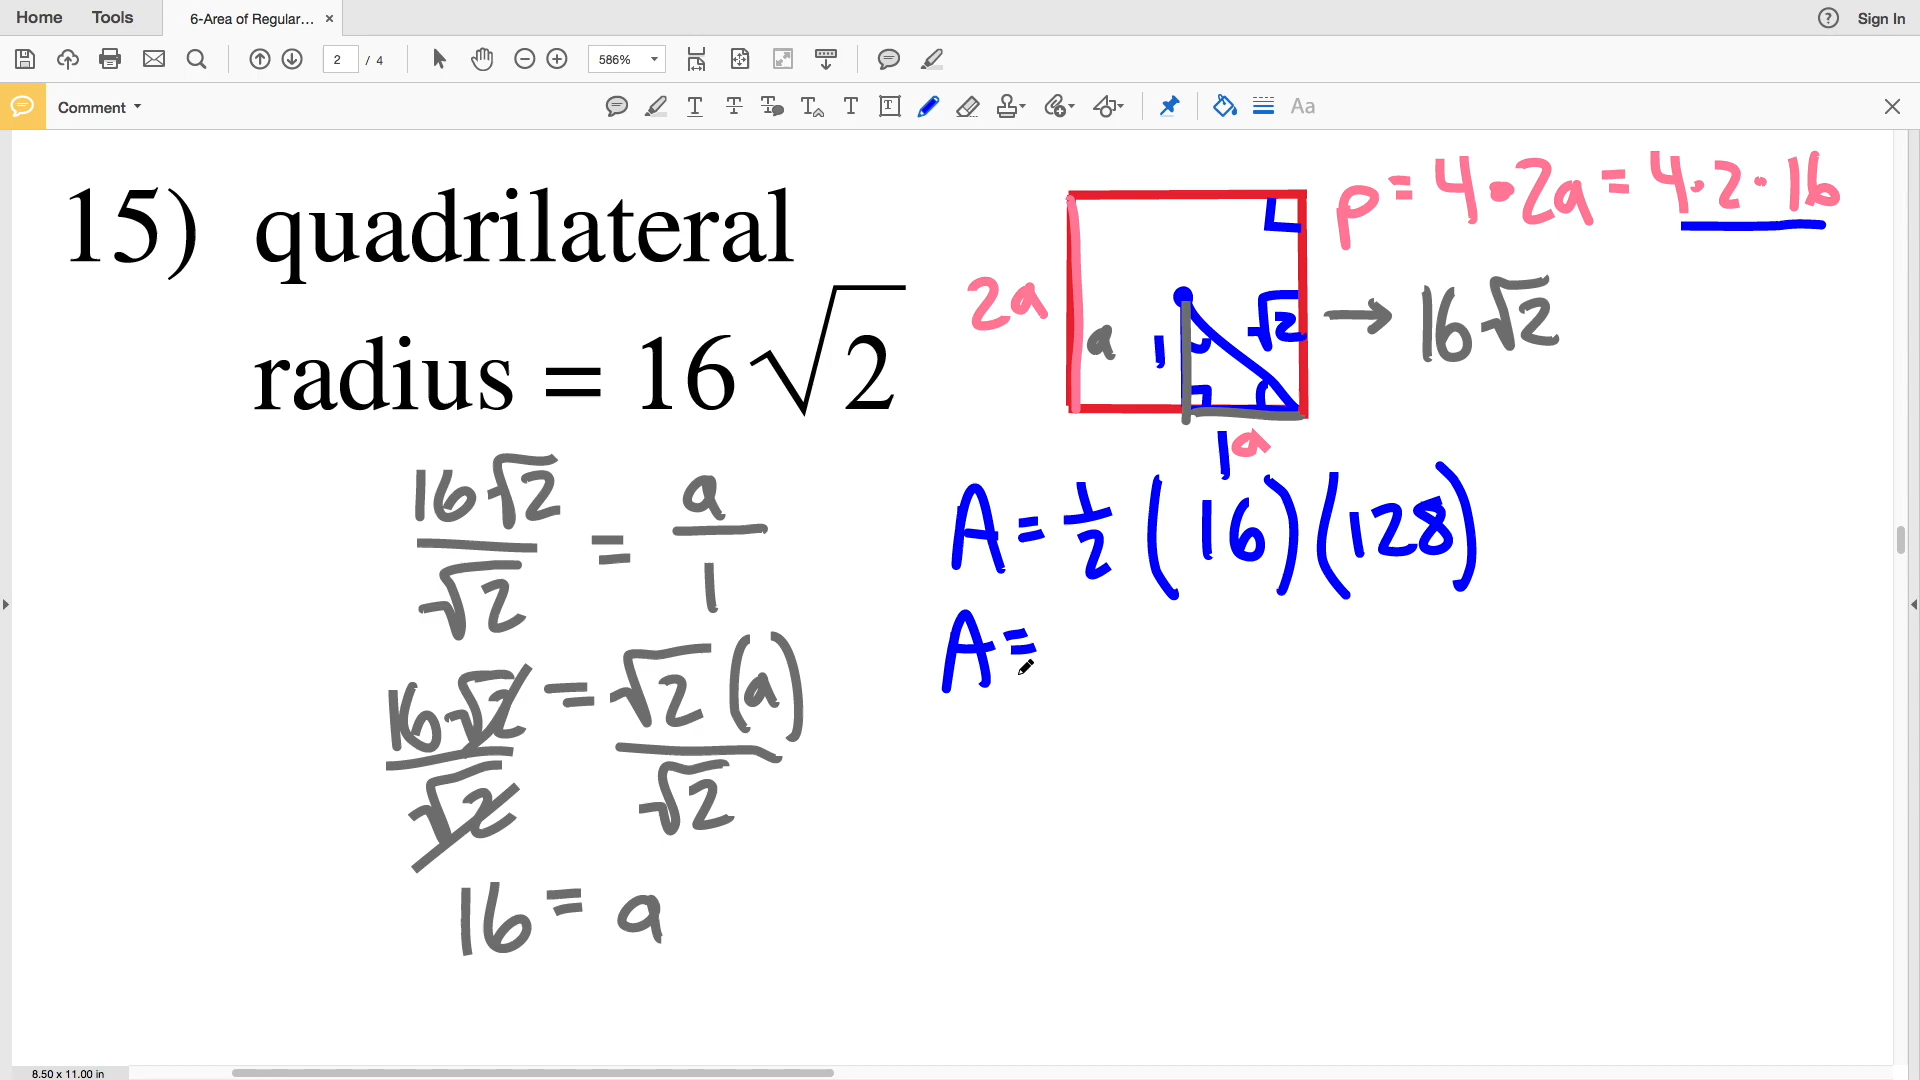 Home Tools 6-Area of Regular... × ? Sign In
2 / 4 586%
Comment T T T T T T Aa
15) quadrilateral
radius = 16√2
p = 4 · 2a = 4 · 2 · 16
2a a 1 √2 → 16√2
1 a
16√2/√2 = a/1
16√2/√2 = √2(a)/√2
16 = a
A = 1/2 (16)(128)
A =
8.50 x 11.00 in